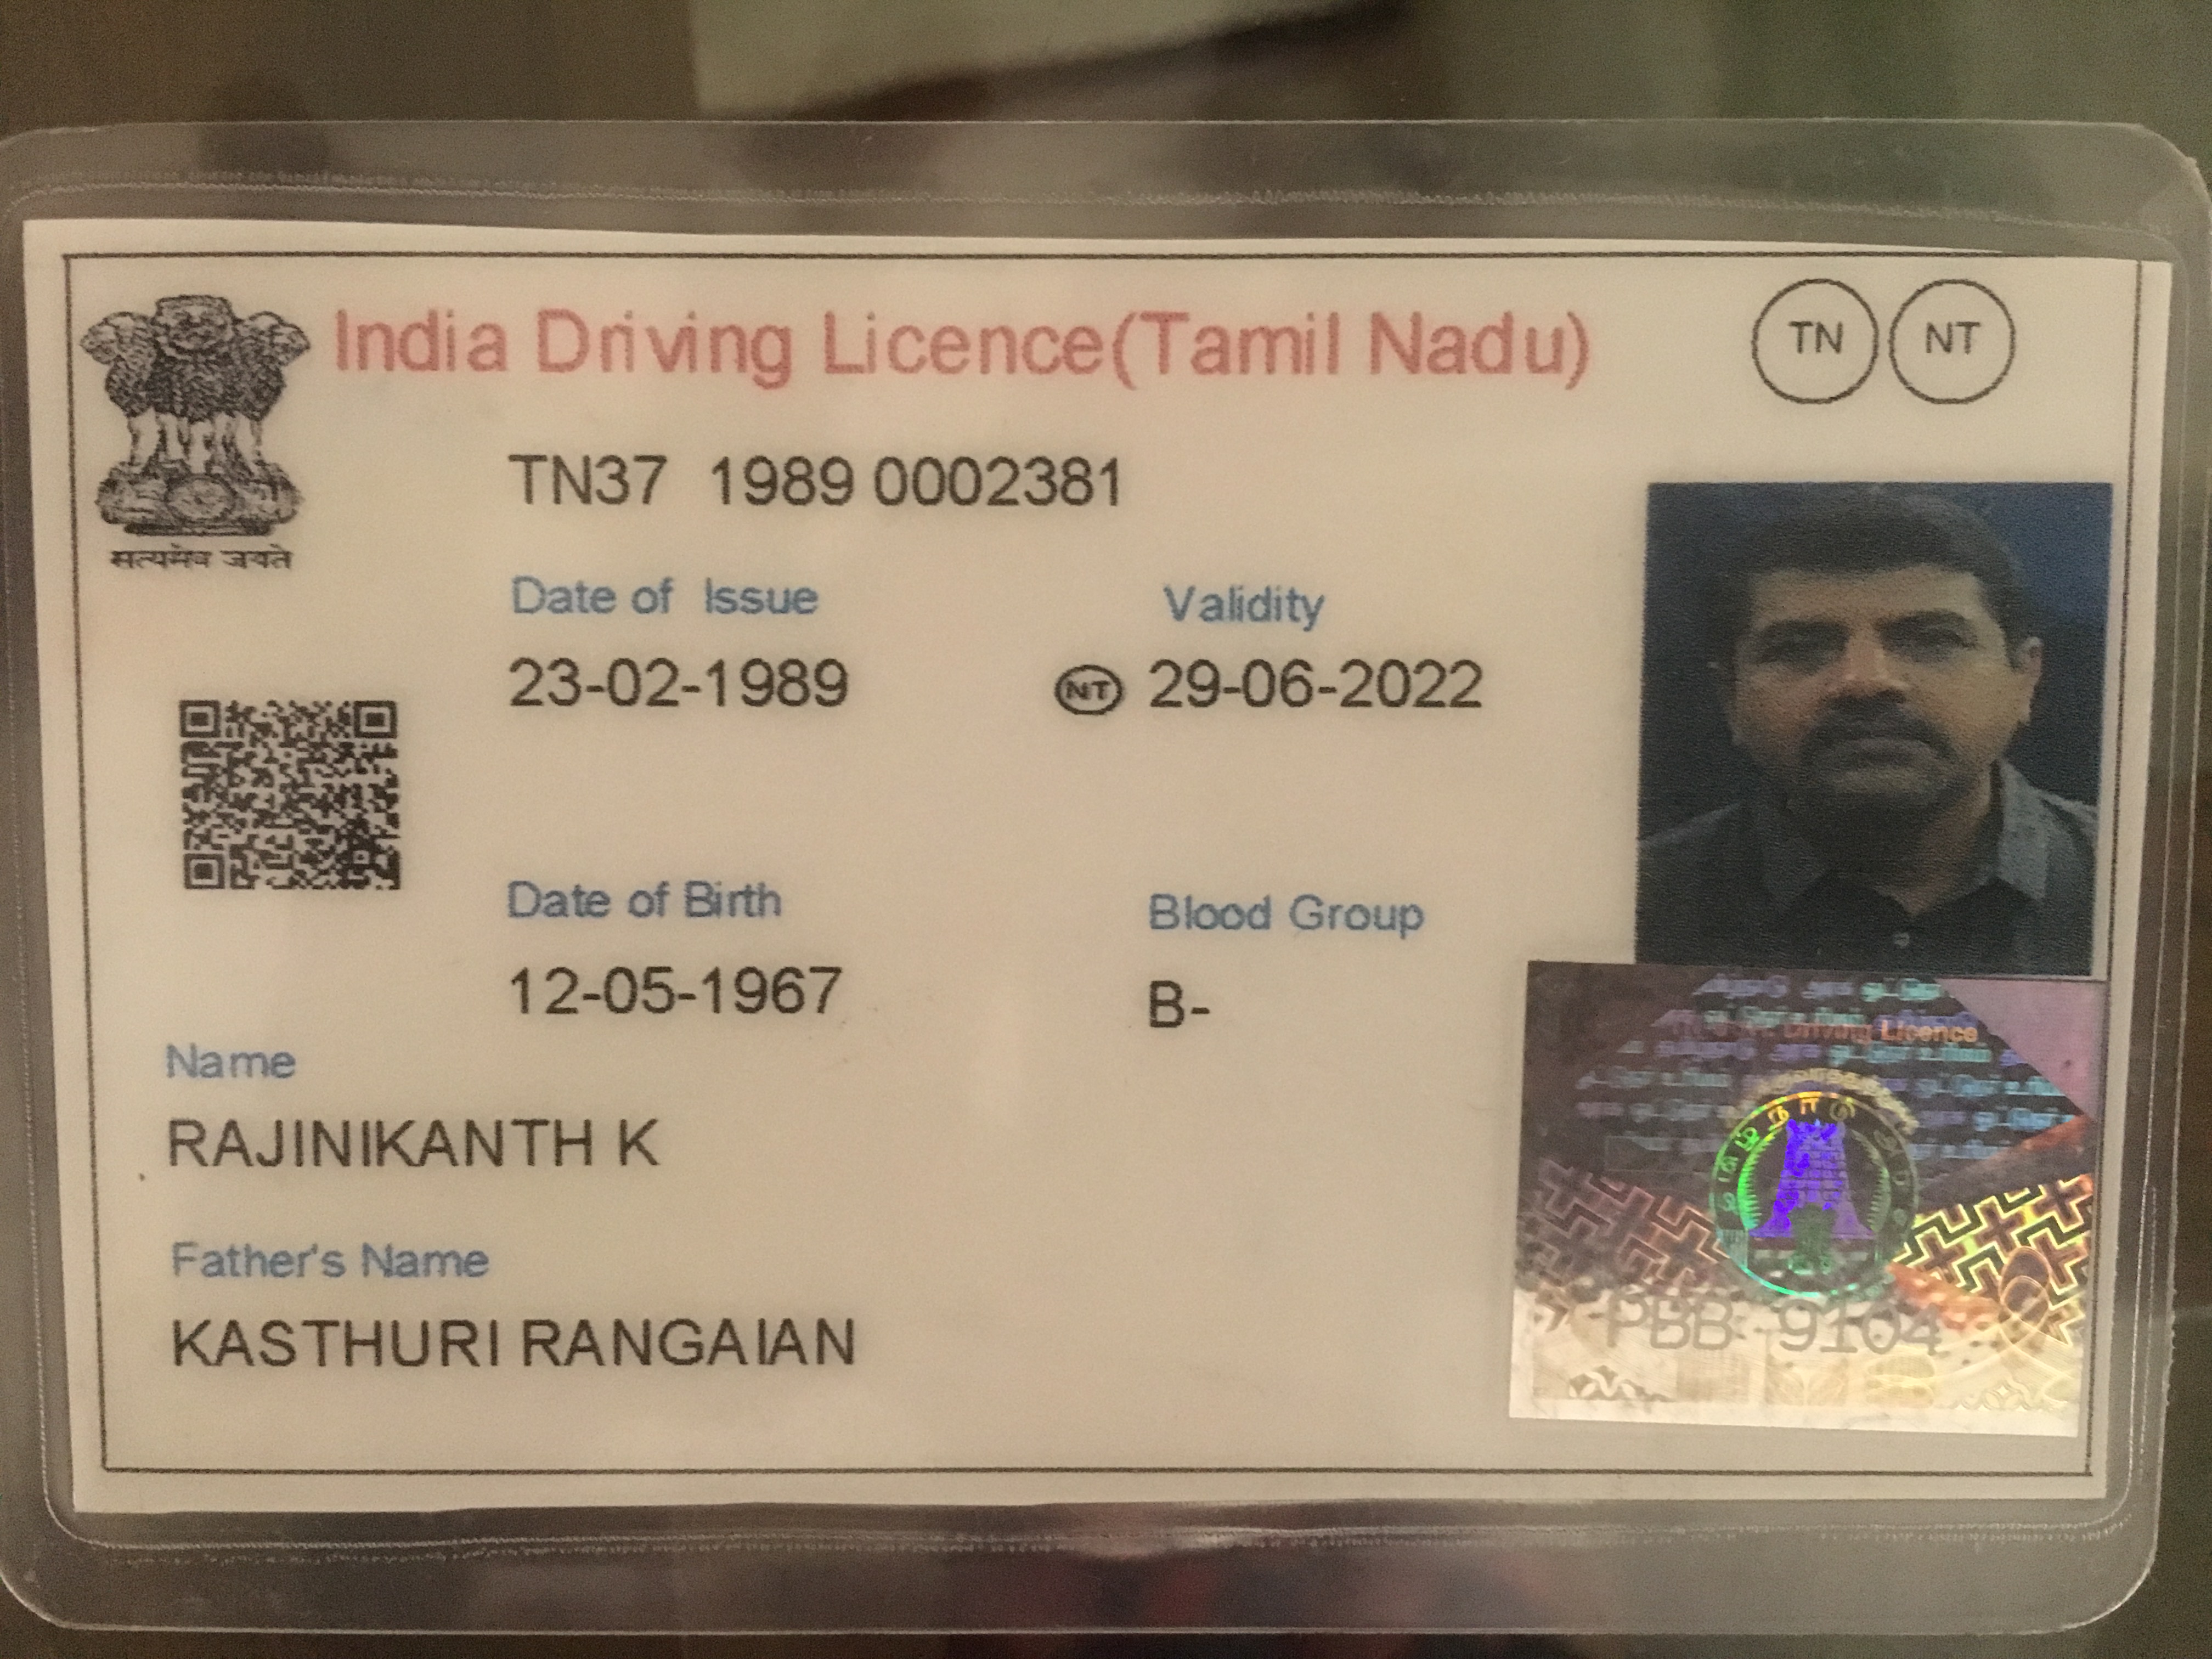 India Driving Licence(Tamil Nadu)
TN NT
सत्यमेव जयते
TN37 1989 0002381
Date of Issue Validity
23-02-1989 NT 29-06-2022
Date of Birth Blood Group
12-05-1967 B-
Name
RAJINIKANTH K
Father's Name
KASTHURI RANGAIAN
Driving Licence